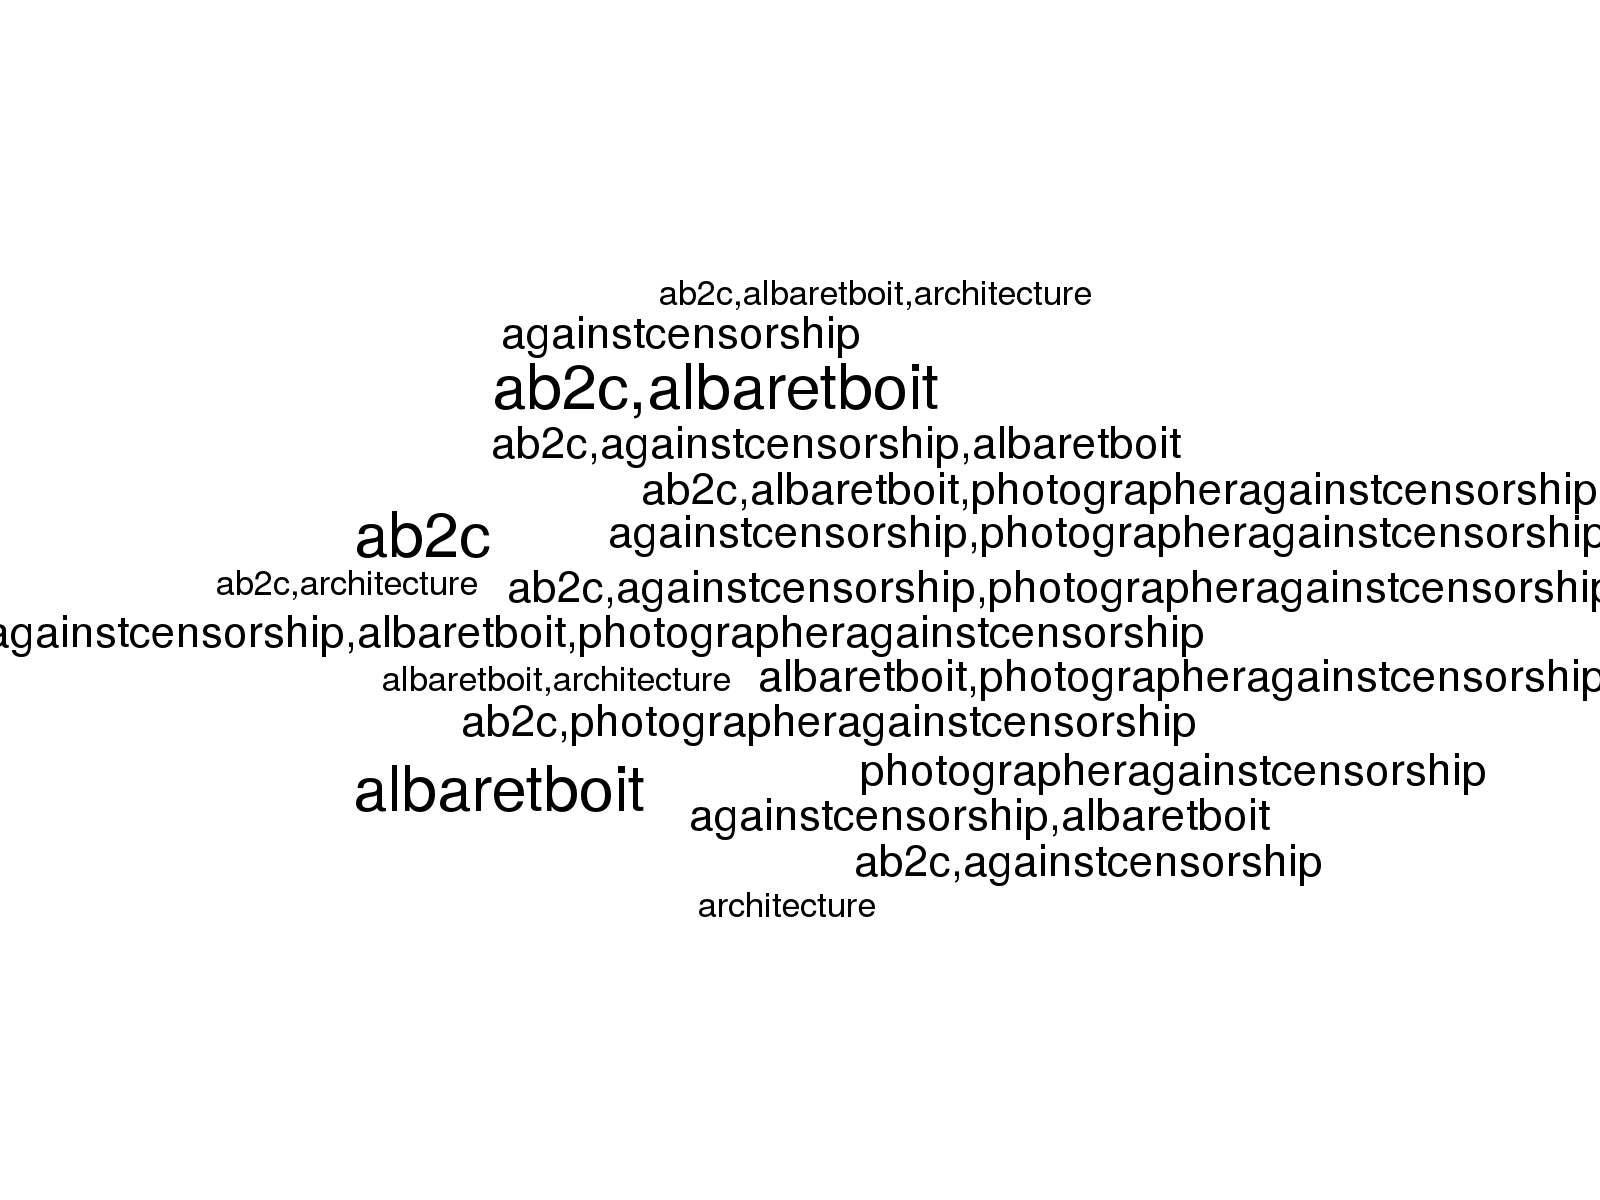 ab2c,albaretboit,architecture
againstcensorship
ab2c,albaretboit
ab2c,againstcensorship,albaretboit
ab2c,albaretboit,photographeragainstcensorship
ab2c
againstcensorship,photographeragainstcensorship
ab2c,architecture
ab2c,againstcensorship,photographeragainstcensorship
againstcensorship,albaretboit,photographeragainstcensorship
albaretboit,architecture
albaretboit,photographeragainstcensorship
ab2c,photographeragainstcensorship
photographeragainstcensorship
albaretboit
againstcensorship,albaretboit
ab2c,againstcensorship
architecture